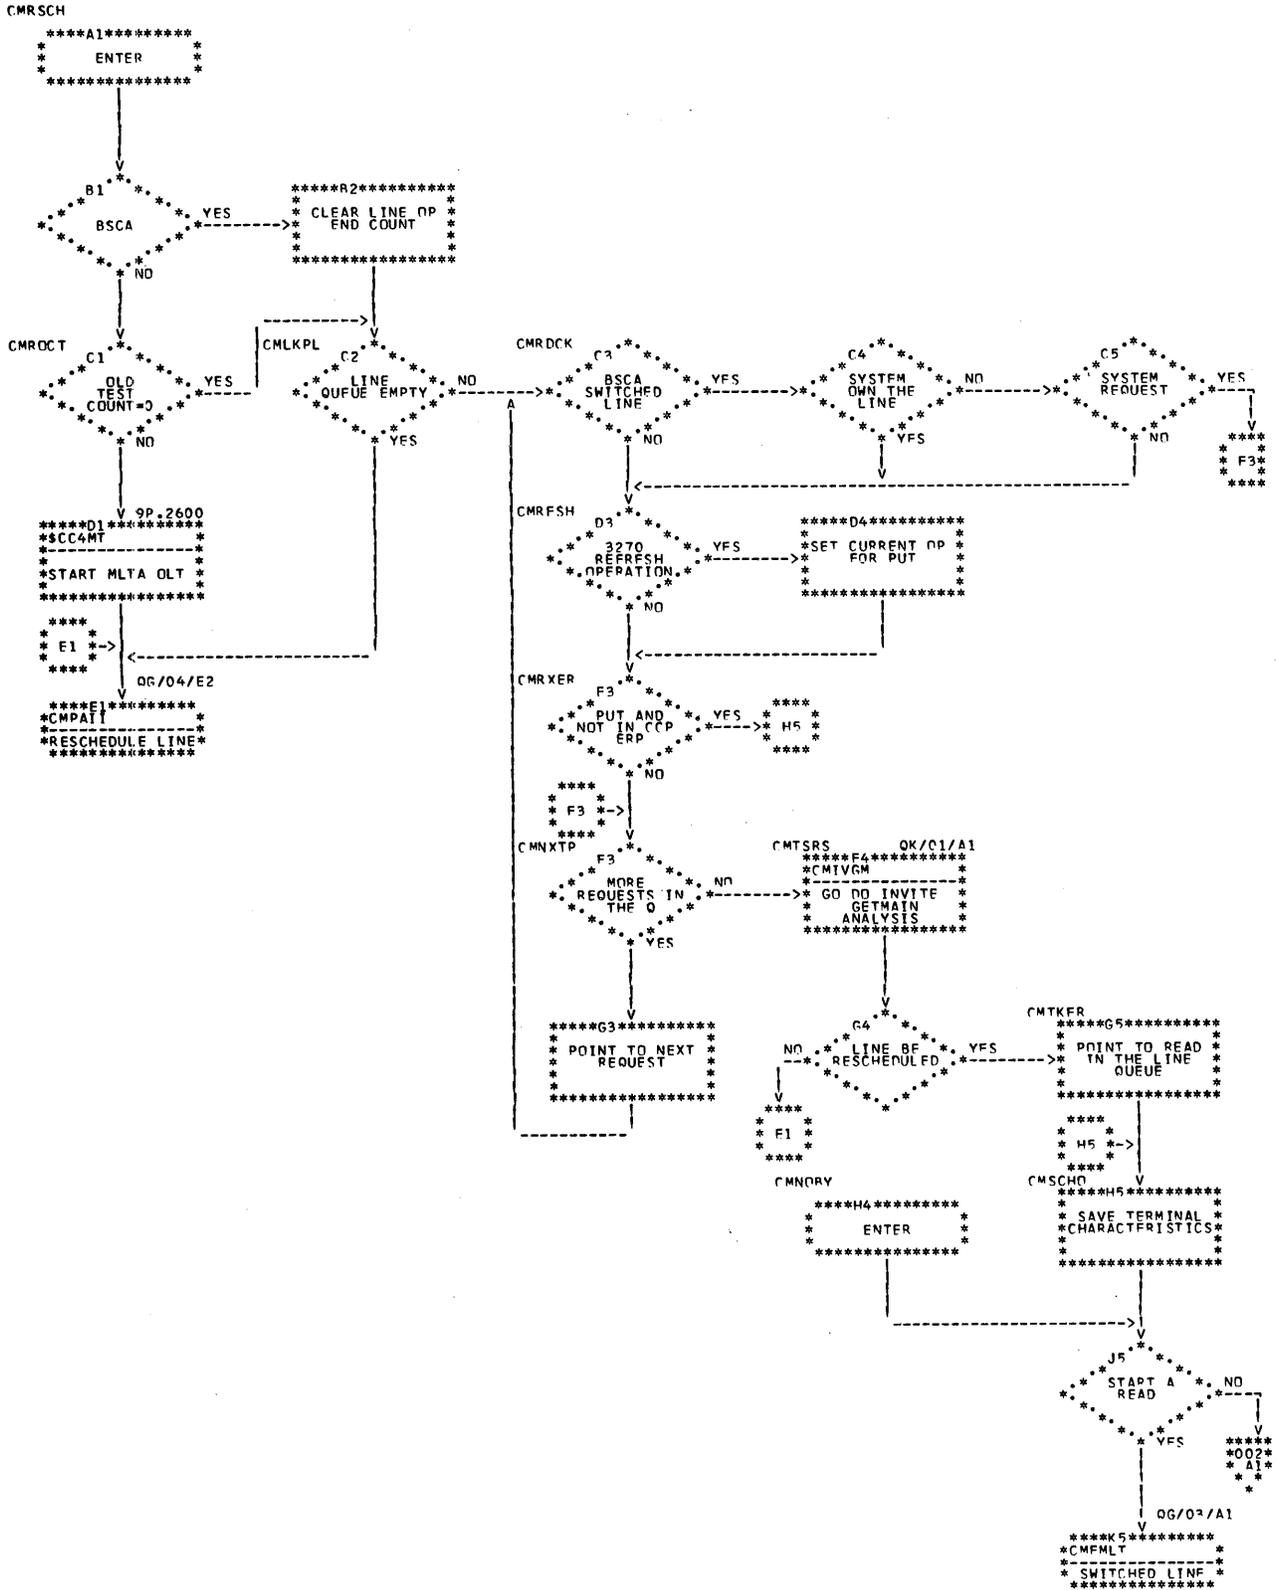 CMRSCH
****A1*********
ENTER
B1
BSCA
YES
NO
*****B2**********
CLEAR LINE OP
END COUNT
CMROCT
C1
OLD
TEST
COUNT=0
YES
NO
CMLKPL
C2
LINE
QUEUE EMPTY
NO
YES
A
CMRDCK
C3
BSCA
SWITCHED
LINE
YES
NO
C4
SYSTEM
OWN THE
LINE
NO
YES
C5
SYSTEM
REQUEST
YES
NO
F3
9P.2600
*****D1**********
*$CC4MT
START MLTA OLT
CMRFSH
D3
3270
REFRESH
OPERATION
YES
NO
*****D4**********
SET CURRENT OP
FOR PUT
E1
QG/04/E2
****E1*********
*CMPAII
*RESCHEDULE LINE*
CMRXER
PUT AND
NOT IN CCP
ERP
YES
NO
H5
F3
CMNXTP
F3
MORE
REQUESTS IN
THE Q
NO
YES
CMTSRS
QK/01/A1
*****F4**********
*CMIVGM
GO DO INVITE
GETMAIN
ANALYSIS
*****G3**********
POINT TO NEXT
REQUEST
G4
LINE BE
RESCHEDULED
NO
YES
E1
CMTKER
*****G5**********
POINT TO READ
IN THE LINE
QUEUE
H5
CMNOBY
****H4*********
ENTER
CMSCHO
*****H5**********
SAVE TERMINAL
*CHARACTERISTICS*
J5
START A
READ
NO
YES
*002*
A1
QG/03/A1
****K5*********
*CMFMLT
SWITCHED LINE